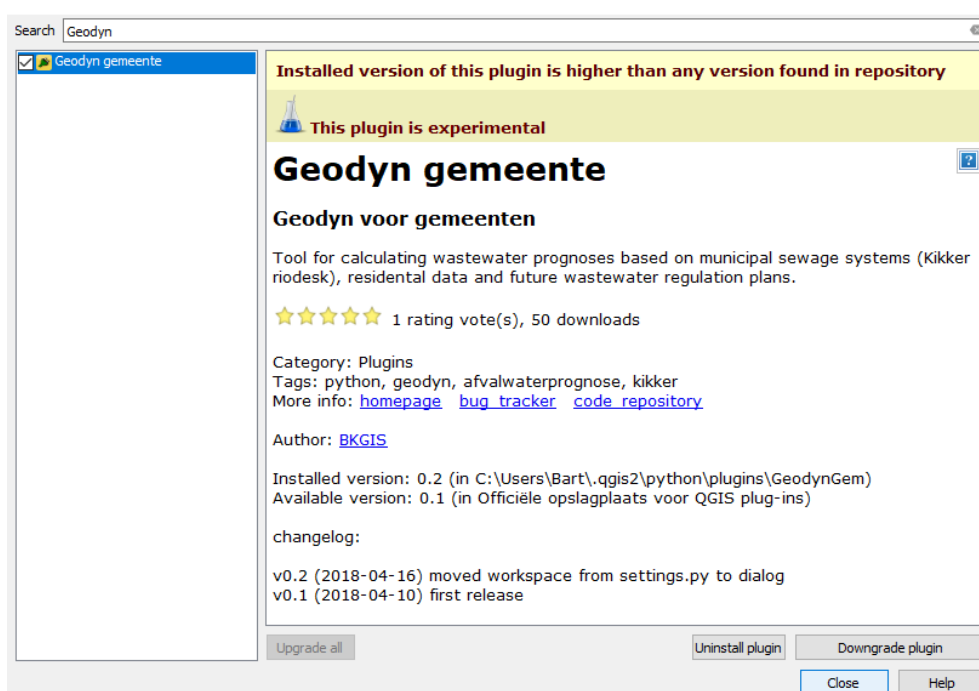 Search Geodyn
Geodyn gemeente
Installed version of this plugin is higher than any version found in repository
This plugin is experimental
Geodyn gemeente
?
Geodyn voor gemeenten
Tool for calculating wastewater prognoses based on municipal sewage systems (Kikker
riodesk), residental data and future wastewater regulation plans.
1 rating vote(s), 50 downloads
Category: Plugins
Tags: python, geodyn, afvalwaterprognose, kikker
More info: homepage bug tracker code repository
Author: BKGIS
Installed version: 0.2 (in C:\Users\Bart\.qgis2\python\plugins\GeodynGem)
Available version: 0.1 (in Officiële opslagplaats voor QGIS plug-ins)
changelog:
v0.2 (2018-04-16) moved workspace from settings.py to dialog
v0.1 (2018-04-10) first release
Upgrade all Uninstall plugin Downgrade plugin
Close Help